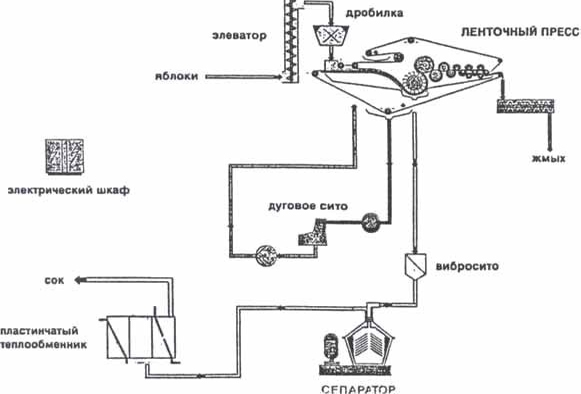 дробилка
элеватор
ЛЕНТОЧНЫЙ ПРЕСС
яблоки
жмых
электрический шкаф
дуговое сито
вибросито
сок
пластинчатый
теплообменник
СЕПАРАТОР